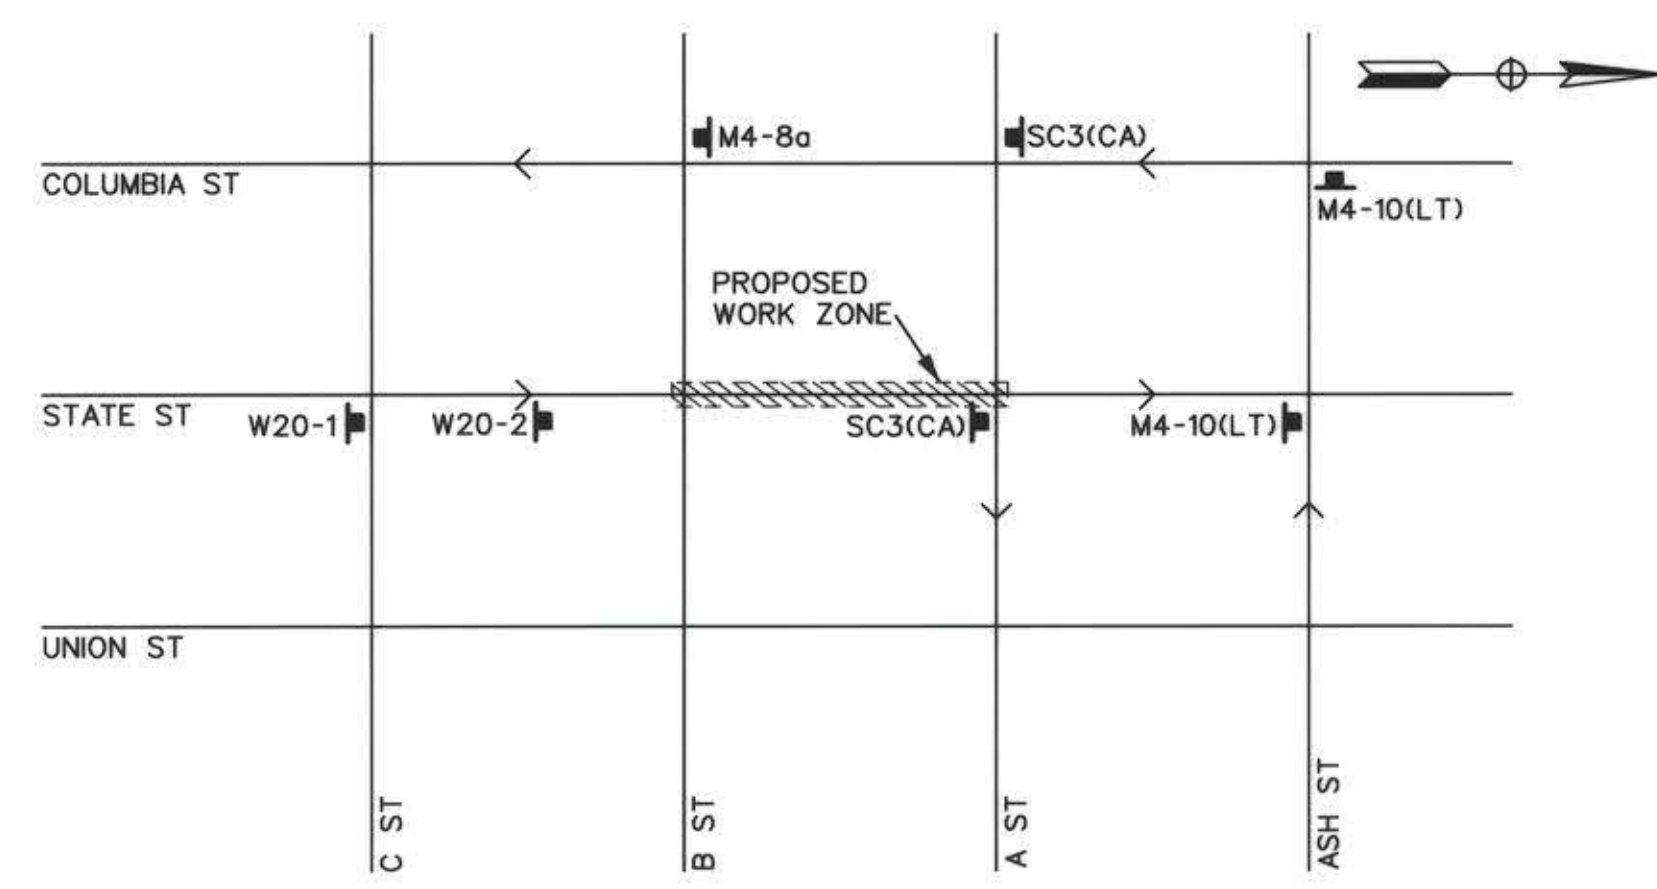 M4-8a
SC3(CA)
COLUMBIA ST
M4-10(LT)
PROPOSED
WORK ZONE
STATE ST
W20-1
W20-2
SC3(CA)
M4-10(LT)
UNION ST
C ST
B ST
A ST
ASH ST